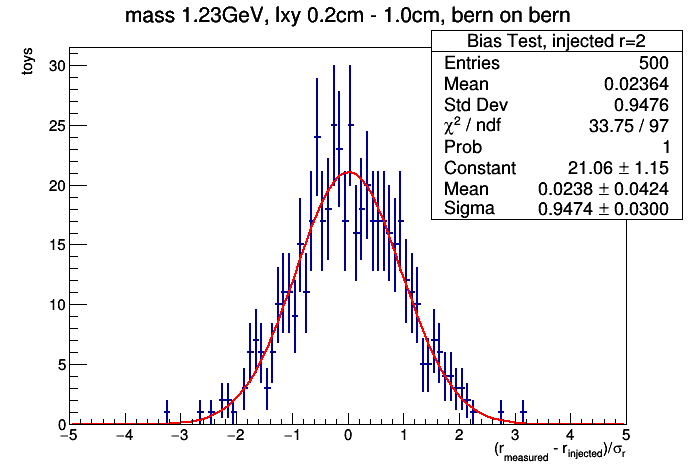 mass 1.23GeV, lxy 0.2cm - 1.0cm, bern on bern
Bias Test, injected r=2
Entries 500
Mean 0.02364
Std Dev 0.9476
χ² / ndf 33.75 / 97
Prob 1
Constant 21.06 ± 1.15
Mean 0.0238 ± 0.0424
Sigma 0.9474 ± 0.0300
toys
30
25
20
15
10
5
0
−5 −4 −3 −2 −1 0 1 2 3 4 5
(r_measured - r_injected)/σ_r